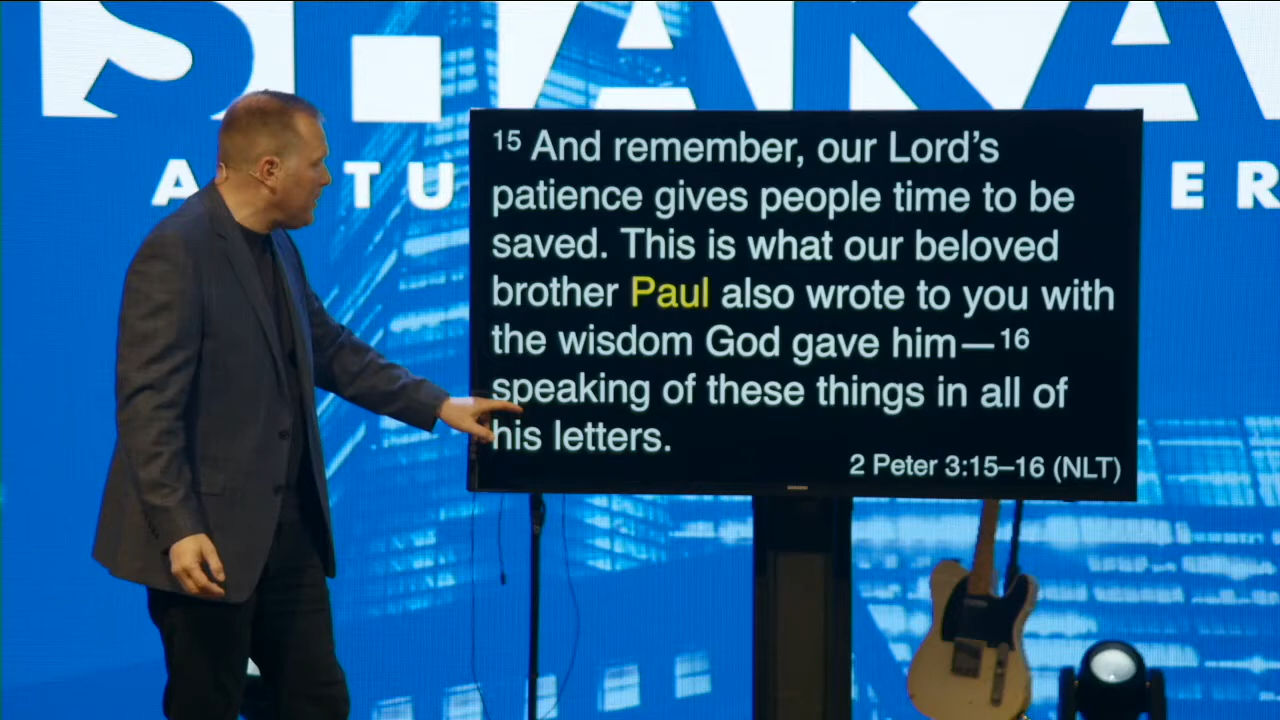 15 And remember, our Lord's
patience gives people time to be
saved. This is what our beloved
brother Paul also wrote to you with
the wisdom God gave him—16
speaking of these things in all of
his letters.
2 Peter 3:15–16 (NLT)